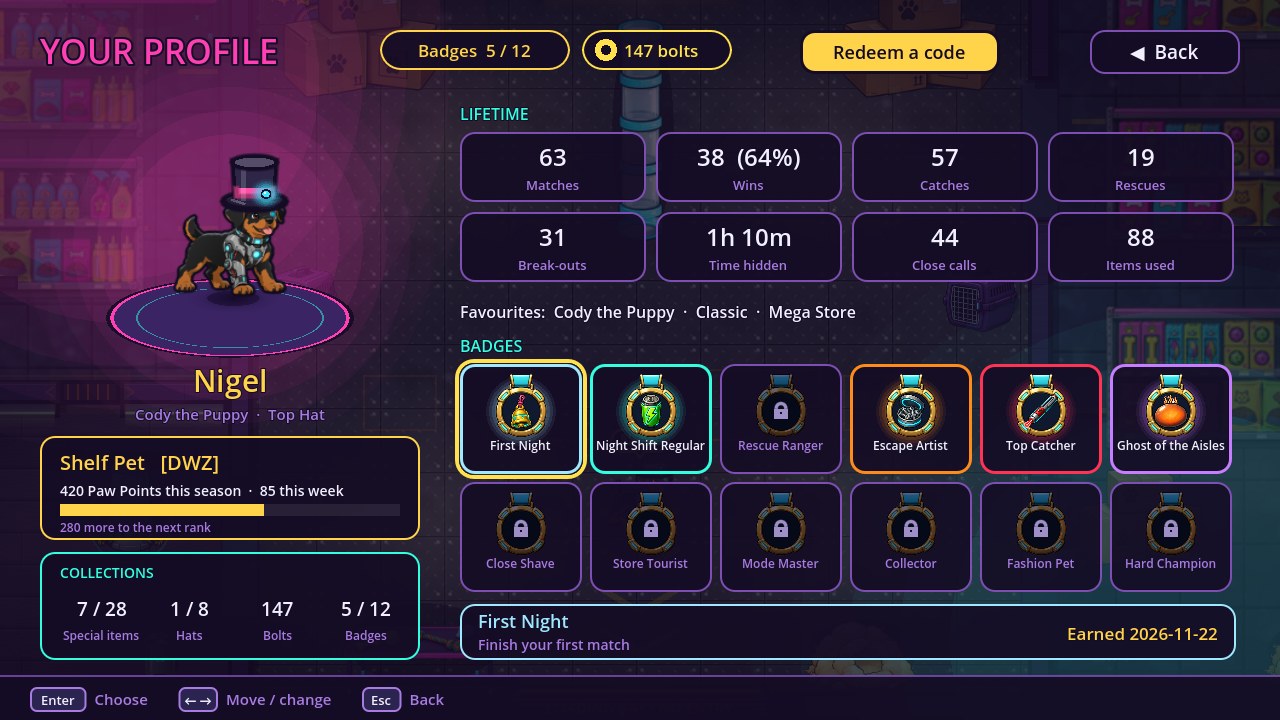 YOUR PROFILE
Badges 5 / 12
147 bolts
Redeem a code
◀ Back
LIFETIME
63
Matches
38 (64%)
Wins
57
Catches
19
Rescues
31
Break-outs
1h 10m
Time hidden
44
Close calls
88
Items used
Favourites: Cody the Puppy · Classic · Mega Store
BADGES
First Night
Night Shift Regular
Rescue Ranger
Escape Artist
Top Catcher
Ghost of the Aisles
Close Shave
Store Tourist
Mode Master
Collector
Fashion Pet
Hard Champion
First Night
Finish your first match
Earned 2026-11-22
Nigel
Cody the Puppy · Top Hat
Shelf Pet [DWZ]
420 Paw Points this season · 85 this week
280 more to the next rank
COLLECTIONS
7 / 28
Special items
1 / 8
Hats
147
Bolts
5 / 12
Badges
Enter Choose
←→ Move / change
Esc Back